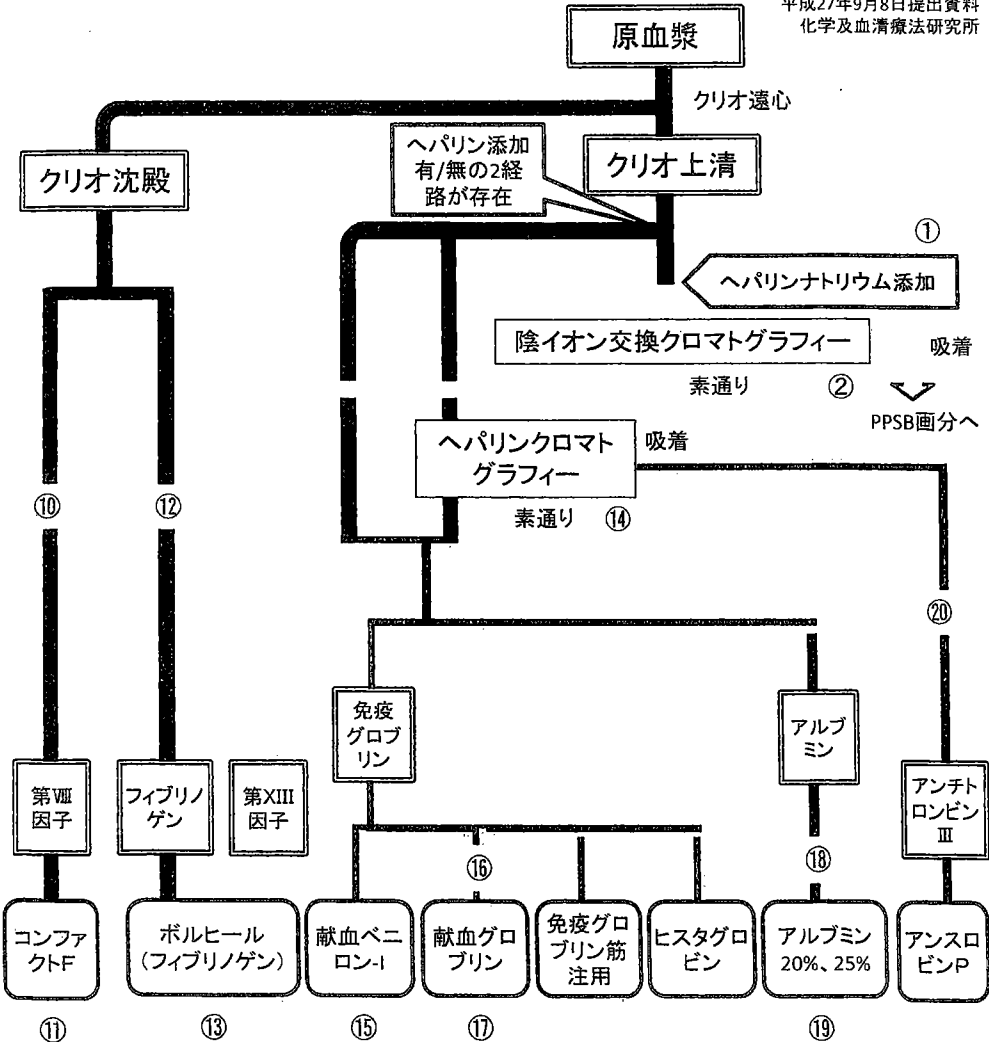 平成27年9月8日提出資料
化学及血清療法研究所
原血漿
クリオ遠心
クリオ沈殿
ヘパリン添加
有/無の2経
路が存在
クリオ上清
①
ヘパリンナトリウム添加
陰イオン交換クロマトグラフィー
吸着
素通り
②
PPSB画分へ
ヘパリンクロマト
グラフィー
吸着
素通り
⑭
⑩
⑫
⑳
免疫
グロブ
リン
アルブ
ミン
第Ⅷ
因子
フィブリノ
ゲン
第XIII
因子
アンチト
ロンビン
Ⅲ
⑯
⑱
コンファ
クトF
ボルヒール
(フィブリノゲン)
献血ベニ
ロン-I
献血グロ
ブリン
免疫グロ
ブリン筋
注用
ヒスタグロ
ビン
アルブミン
20%、25%
アンスロ
ビンP
⑪
⑬
⑮
⑰
⑲